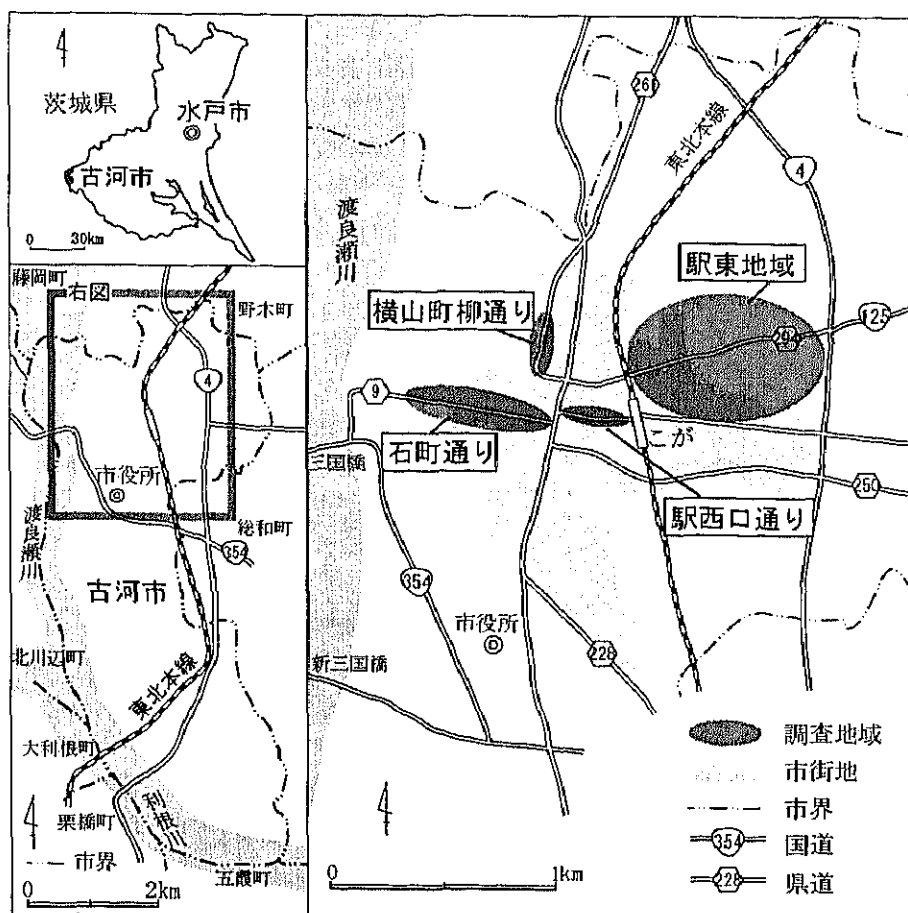 茨城県
水戸市
古河市
0 30km
藤岡町
右図
野木町
4
市役所
渡良瀬川
総和町
354
古河市
北川辺町
東北本線
大利根町
栗橋町
利根川
市界
五霞町
0 2km
261
東北本線
4
渡良瀬川
駅東地域
横山町柳通り
125
9
石町通り
こが
三国橋
駅西口通り
250
354
市役所
228
新三国橋
調査地域
市街地
市界
354 国道
228 県道
0 1km